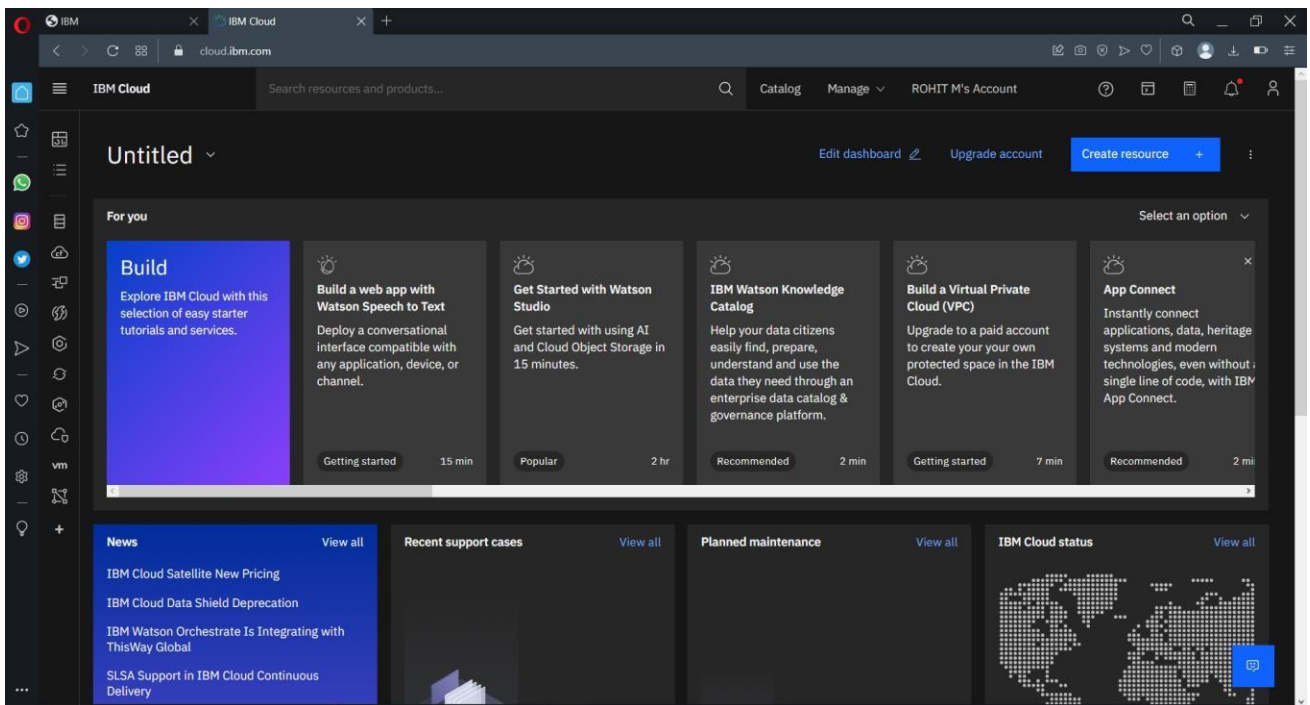 IBM
IBM Cloud
cloud.ibm.com
IBM Cloud
Search resources and products...
Catalog
Manage
ROHIT M's Account
Untitled
Edit dashboard
Upgrade account
Create resource +
For you
Select an option
Build
Explore IBM Cloud with this
selection of easy starter
tutorials and services.
Build a web app with
Watson Speech to Text
Deploy a conversational
interface compatible with
any application, device, or
channel.
Getting started
15 min
Get Started with Watson
Studio
Get started with using AI
and Cloud Object Storage in
15 minutes.
Popular
2 hr
IBM Watson Knowledge
Catalog
Help your data citizens
easily find, prepare,
understand and use the
data they need through an
enterprise data catalog &
governance platform.
Recommended
2 min
Build a Virtual Private
Cloud (VPC)
Upgrade to a paid account
to create your your own
protected space in the IBM
Cloud.
Getting started
7 min
App Connect
Instantly connect
applications, data, heritage
systems and modern
technologies, even without
single line of code, with IBM
App Connect.
Recommended
2 mi
vm
News
View all
IBM Cloud Satellite New Pricing
IBM Cloud Data Shield Deprecation
IBM Watson Orchestrate Is Integrating with
ThisWay Global
SLSA Support in IBM Cloud Continuous
Delivery
Recent support cases
View all
Planned maintenance
View all
IBM Cloud status
View all